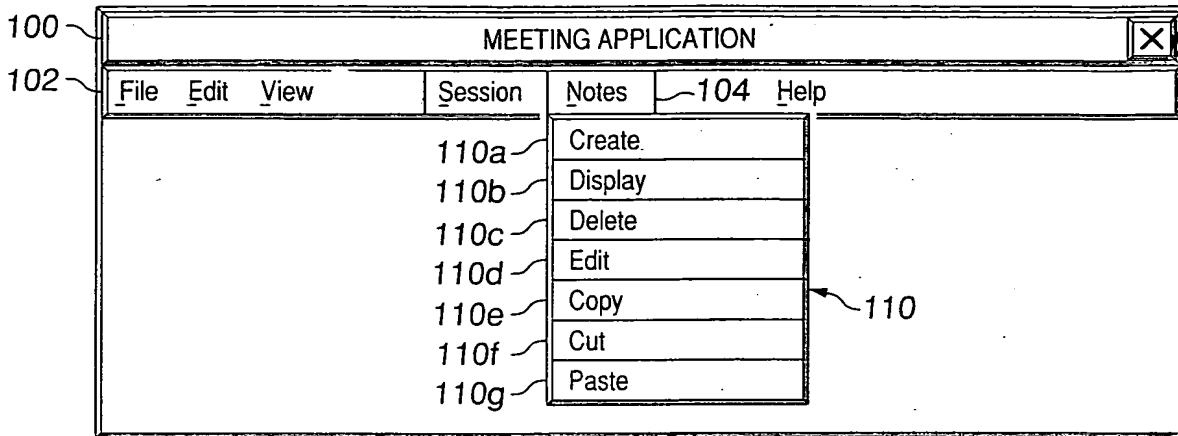 100 MEETING APPLICATION X
102 File Edit View Session Notes 104 Help
110a Create
110b Display
110c Delete
110d Edit
110e Copy 110
110f Cut
110g Paste